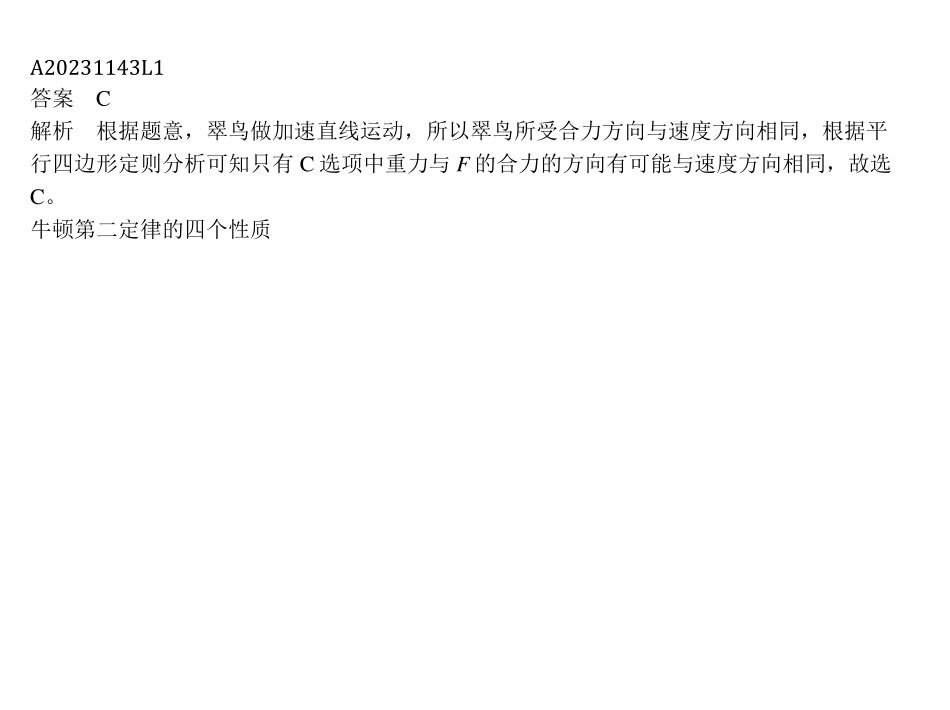 A20231143L1
答案　C
解析　根据题意，翠鸟做加速直线运动，所以翠鸟所受合力方向与速度方向相同，根据平
行四边形定则分析可知只有 C 选项中重力与 F 的合力的方向有可能与速度方向相同，故选
C。
牛顿第二定律的四个性质